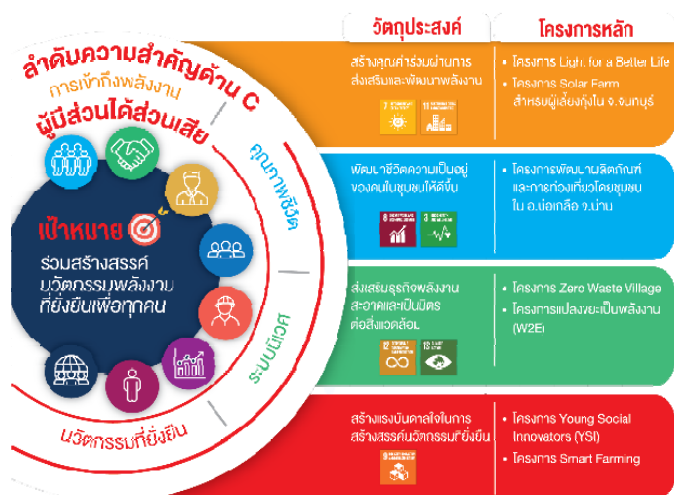 วัตถุประสงค์
โครงการหลัก
ลำดับความสำคัญด้าน C
การเข้าถึงพลังงาน
ผู้มีส่วนได้ส่วนเสีย
คุณภาพชีวิต
ระบบนิเวศ
นวัตกรรมที่ยั่งยืน
เป้าหมาย
ร่วมสร้างสรรค์
นวัตกรรมพลังงาน
ที่ยั่งยืนเพื่อทุกคน
สร้างคุณค่าร่วมผ่านการ
ส่งเสริมและพัฒนาพลังงาน
7
11
• โครงการ Light for a Better Life
• โครงการ Solar Farm
สำหรับผู้เลี้ยงกุ้งใน จ.จันทบุรี
พัฒนาชีวิตความเป็นอยู่
ของคนในชุมชนให้ดีขึ้น
8
3
• โครงการพัฒนาผลิตภัณฑ์
และการท่องเที่ยวโดยชุมชน
ใน อ.บ่อเกลือ จ.น่าน
ส่งเสริมธุรกิจพลังงาน
สะอาดและเป็นมิตร
ต่อสิ่งแวดล้อม
12
13
• โครงการ Zero Waste Village
• โครงการแปลงขยะเป็นพลังงาน
(W2E)
สร้างแรงบันดาลใจในการ
สร้างสรรค์นวัตกรรมที่ยั่งยืน
9
• โครงการ Young Social
Innovators (YSI)
• โครงการ Smart Farming